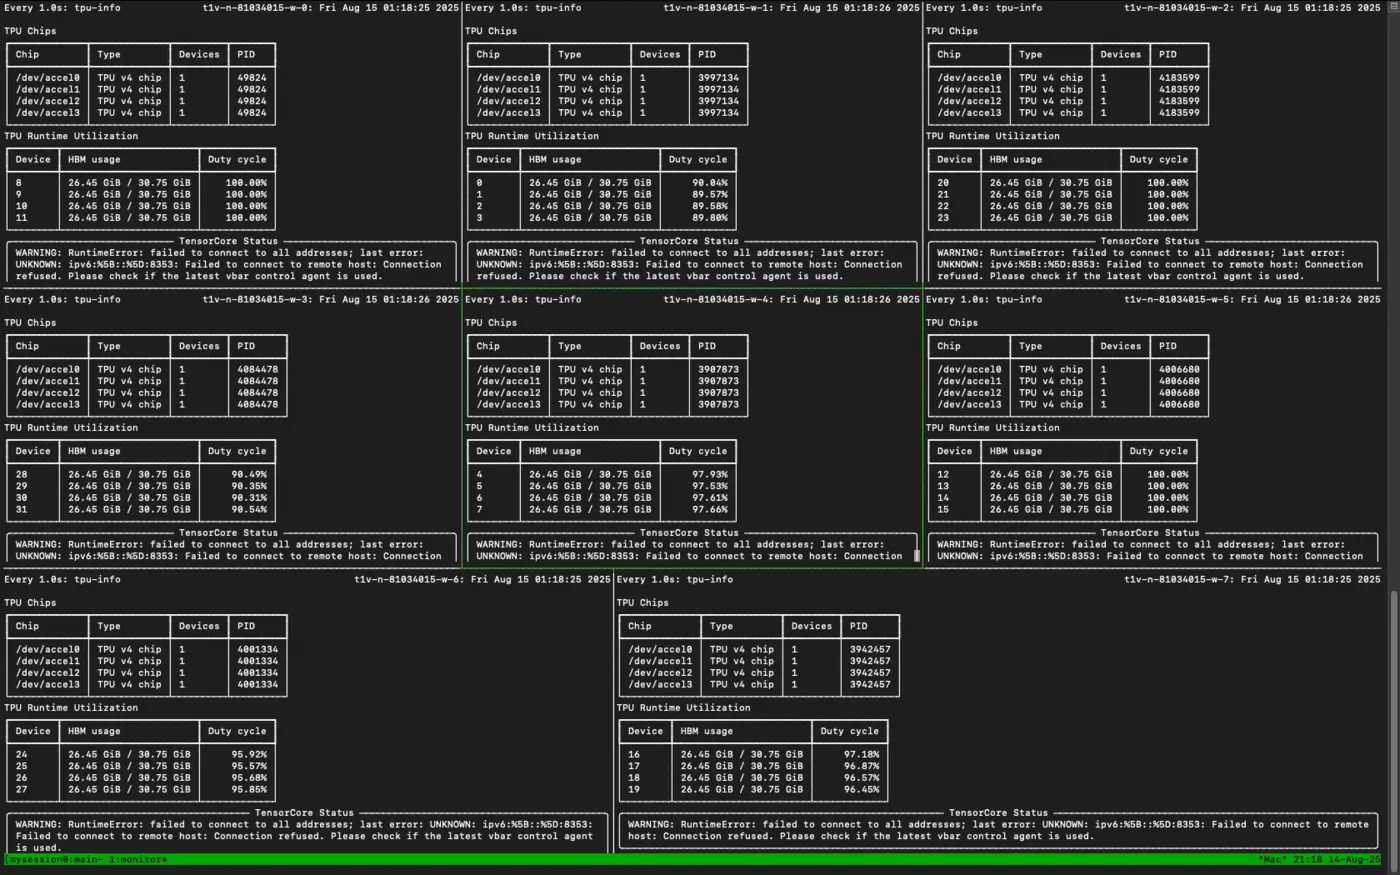 Every 1.0s: tpu-info t1v-n-81034015-w-0: Fri Aug 15 01:18:25 2025
TPU Chips
Chip Type Devices PID
/dev/accel0 TPU v4 chip 1 49824
/dev/accel1 TPU v4 chip 1 49824
/dev/accel2 TPU v4 chip 1 49824
/dev/accel3 TPU v4 chip 1 49824
TPU Runtime Utilization
Device HBM usage Duty cycle
8 26.45 GiB / 30.75 GiB 100.00%
9 26.45 GiB / 30.75 GiB 100.00%
10 26.45 GiB / 30.75 GiB 100.00%
11 26.45 GiB / 30.75 GiB 100.00%
TensorCore Status
WARNING: RuntimeError: failed to connect to all addresses; last error:
UNKNOWN: ipv6:%5B::%5D:8353: Failed to connect to remote host: Connection
refused. Please check if the latest vbar control agent is used.
Every 1.0s: tpu-info t1v-n-81034015-w-1: Fri Aug 15 01:18:26 2025
TPU Chips
Chip Type Devices PID
/dev/accel0 TPU v4 chip 1 3997134
/dev/accel1 TPU v4 chip 1 3997134
/dev/accel2 TPU v4 chip 1 3997134
/dev/accel3 TPU v4 chip 1 3997134
TPU Runtime Utilization
Device HBM usage Duty cycle
0 26.45 GiB / 30.75 GiB 90.04%
1 26.45 GiB / 30.75 GiB 89.57%
2 26.45 GiB / 30.75 GiB 89.58%
3 26.45 GiB / 30.75 GiB 89.80%
TensorCore Status
WARNING: RuntimeError: failed to connect to all addresses; last error:
UNKNOWN: ipv6:%5B::%5D:8353: Failed to connect to remote host: Connection
refused. Please check if the latest vbar control agent is used.
Every 1.0s: tpu-info t1v-n-81034015-w-2: Fri Aug 15 01:18:25 2025
TPU Chips
Chip Type Devices PID
/dev/accel0 TPU v4 chip 1 4183599
/dev/accel1 TPU v4 chip 1 4183599
/dev/accel2 TPU v4 chip 1 4183599
/dev/accel3 TPU v4 chip 1 4183599
TPU Runtime Utilization
Device HBM usage Duty cycle
20 26.45 GiB / 30.75 GiB 100.00%
21 26.45 GiB / 30.75 GiB 100.00%
22 26.45 GiB / 30.75 GiB 100.00%
23 26.45 GiB / 30.75 GiB 100.00%
TensorCore Status
WARNING: RuntimeError: failed to connect to all addresses; last error:
UNKNOWN: ipv6:%5B::%5D:8353: Failed to connect to remote host: Connection
refused. Please check if the latest vbar control agent is used.
Every 1.0s: tpu-info t1v-n-81034015-w-3: Fri Aug 15 01:18:26 2025
TPU Chips
Chip Type Devices PID
/dev/accel0 TPU v4 chip 1 4084478
/dev/accel1 TPU v4 chip 1 4084478
/dev/accel2 TPU v4 chip 1 4084478
/dev/accel3 TPU v4 chip 1 4084478
TPU Runtime Utilization
Device HBM usage Duty cycle
28 26.45 GiB / 30.75 GiB 90.49%
29 26.45 GiB / 30.75 GiB 90.35%
30 26.45 GiB / 30.75 GiB 90.31%
31 26.45 GiB / 30.75 GiB 90.54%
TensorCore Status
WARNING: RuntimeError: failed to connect to all addresses; last error:
UNKNOWN: ipv6:%5B::%5D:8353: Failed to connect to remote host: Connection
Every 1.0s: tpu-info t1v-n-81034015-w-4: Fri Aug 15 01:18:26 2025
TPU Chips
Chip Type Devices PID
/dev/accel0 TPU v4 chip 1 3907873
/dev/accel1 TPU v4 chip 1 3907873
/dev/accel2 TPU v4 chip 1 3907873
/dev/accel3 TPU v4 chip 1 3907873
TPU Runtime Utilization
Device HBM usage Duty cycle
4 26.45 GiB / 30.75 GiB 97.93%
5 26.45 GiB / 30.75 GiB 97.53%
6 26.45 GiB / 30.75 GiB 97.61%
7 26.45 GiB / 30.75 GiB 97.66%
TensorCore Status
WARNING: RuntimeError: failed to connect to all addresses; last error:
UNKNOWN: ipv6:%5B::%5D:8353: Failed to connect to remote host: Connection
Every 1.0s: tpu-info t1v-n-81034015-w-5: Fri Aug 15 01:18:26 2025
TPU Chips
Chip Type Devices PID
/dev/accel0 TPU v4 chip 1 4006680
/dev/accel1 TPU v4 chip 1 4006680
/dev/accel2 TPU v4 chip 1 4006680
/dev/accel3 TPU v4 chip 1 4006680
TPU Runtime Utilization
Device HBM usage Duty cycle
12 26.45 GiB / 30.75 GiB 100.00%
13 26.45 GiB / 30.75 GiB 100.00%
14 26.45 GiB / 30.75 GiB 100.00%
15 26.45 GiB / 30.75 GiB 100.00%
TensorCore Status
WARNING: RuntimeError: failed to connect to all addresses; last error:
UNKNOWN: ipv6:%5B::%5D:8353: Failed to connect to remote host: Connection
Every 1.0s: tpu-info t1v-n-81034015-w-6: Fri Aug 15 01:18:25 2025
TPU Chips
Chip Type Devices PID
/dev/accel0 TPU v4 chip 1 4001334
/dev/accel1 TPU v4 chip 1 4001334
/dev/accel2 TPU v4 chip 1 4001334
/dev/accel3 TPU v4 chip 1 4001334
TPU Runtime Utilization
Device HBM usage Duty cycle
24 26.45 GiB / 30.75 GiB 95.92%
25 26.45 GiB / 30.75 GiB 95.57%
26 26.45 GiB / 30.75 GiB 95.68%
27 26.45 GiB / 30.75 GiB 95.85%
TensorCore Status
WARNING: RuntimeError: failed to connect to all addresses; last error: UNKNOWN: ipv6:%5B::%5D:8353:
Failed to connect to remote host: Connection refused. Please check if the latest vbar control agent
is used.
Every 1.0s: tpu-info t1v-n-81034015-w-7: Fri Aug 15 01:18:25 2025
TPU Chips
Chip Type Devices PID
/dev/accel0 TPU v4 chip 1 3942457
/dev/accel1 TPU v4 chip 1 3942457
/dev/accel2 TPU v4 chip 1 3942457
/dev/accel3 TPU v4 chip 1 3942457
TPU Runtime Utilization
Device HBM usage Duty cycle
16 26.45 GiB / 30.75 GiB 97.18%
17 26.45 GiB / 30.75 GiB 96.87%
18 26.45 GiB / 30.75 GiB 96.57%
19 26.45 GiB / 30.75 GiB 96.45%
TensorCore Status
WARNING: RuntimeError: failed to connect to all addresses; last error: UNKNOWN: ipv6:%5B::%5D:8353: Failed to connect to remote
host: Connection refused. Please check if the latest vbar control agent is used.
[mysession0:main- 1:monitor* "Mac" 21:18 14-Aug-25